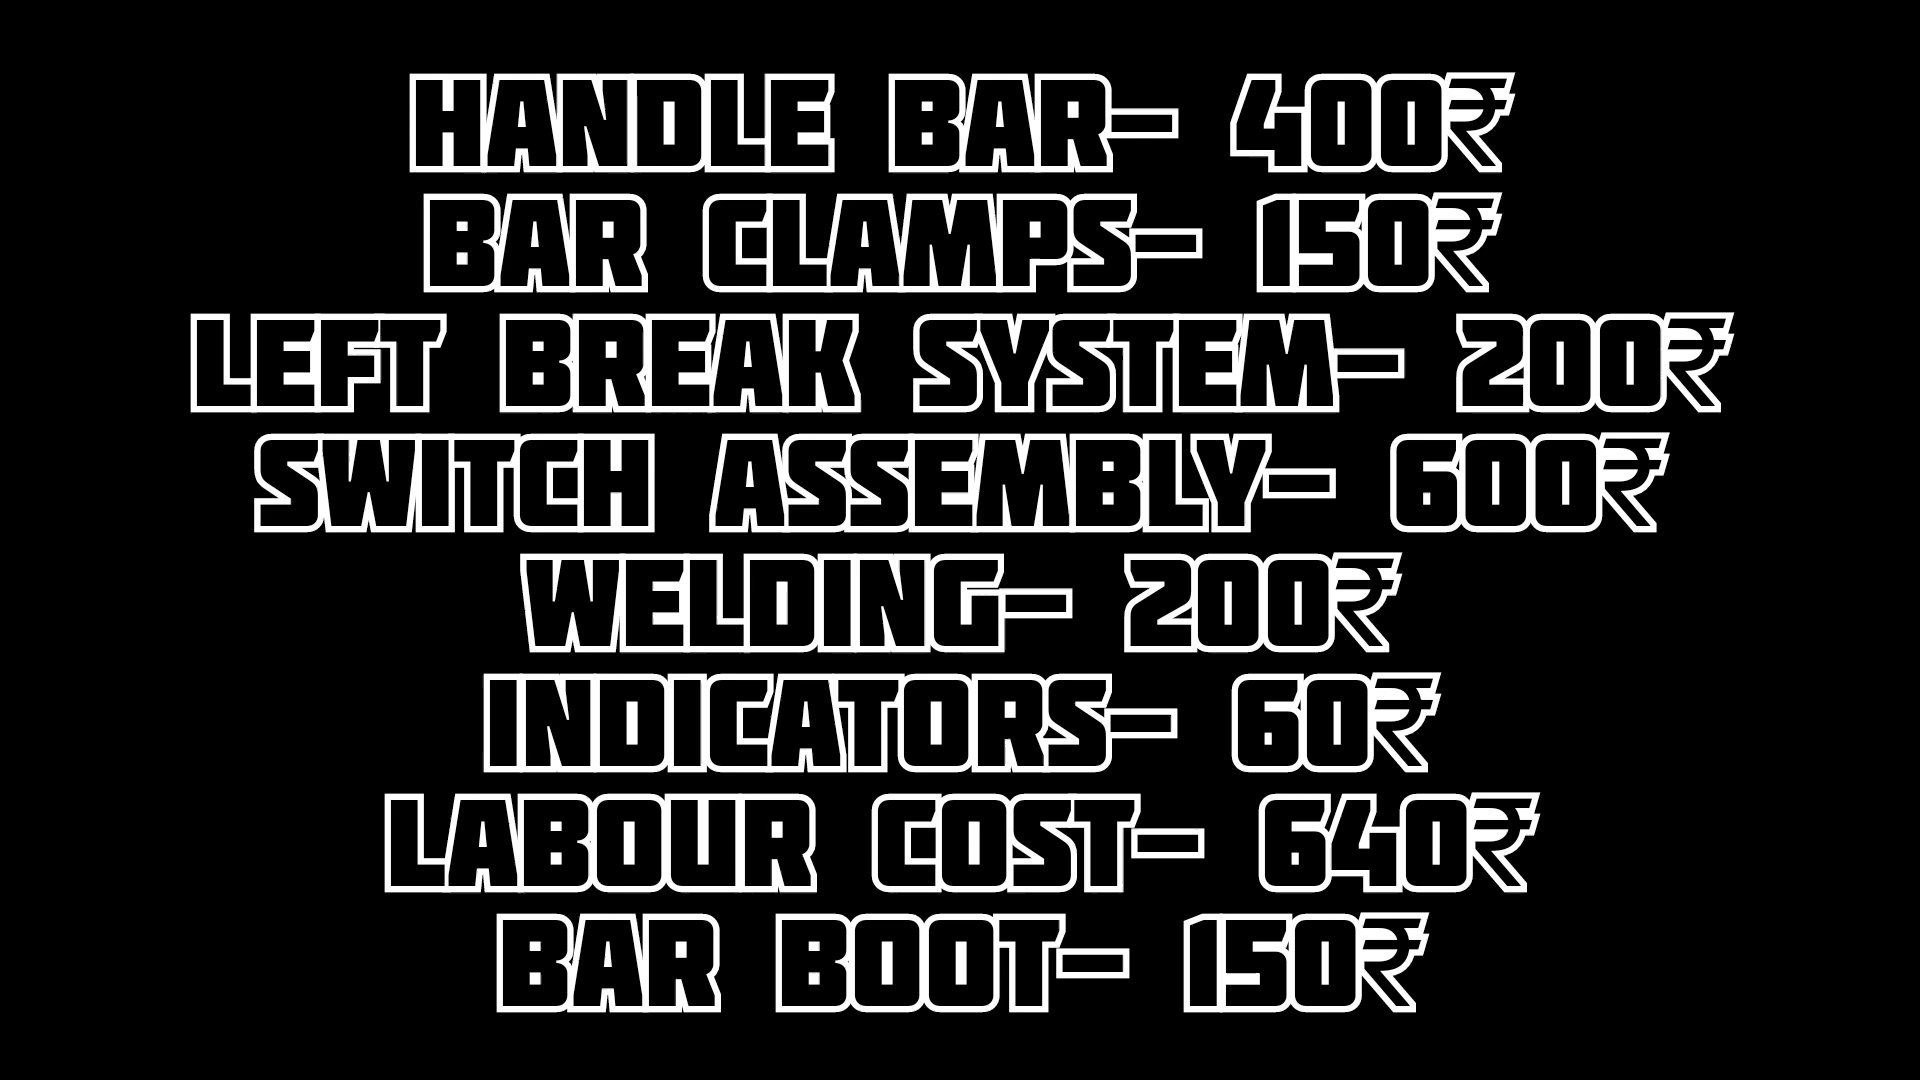 HANDLE BAR- 400₹
BAR CLAMPS- 150₹
LEFT BREAK SYSTEM- 200₹
SWITCH ASSEMBLY- 600₹
WELDING- 200₹
INDICATORS- 60₹
LABOUR COST- 640₹
BAR BOOT- 150₹